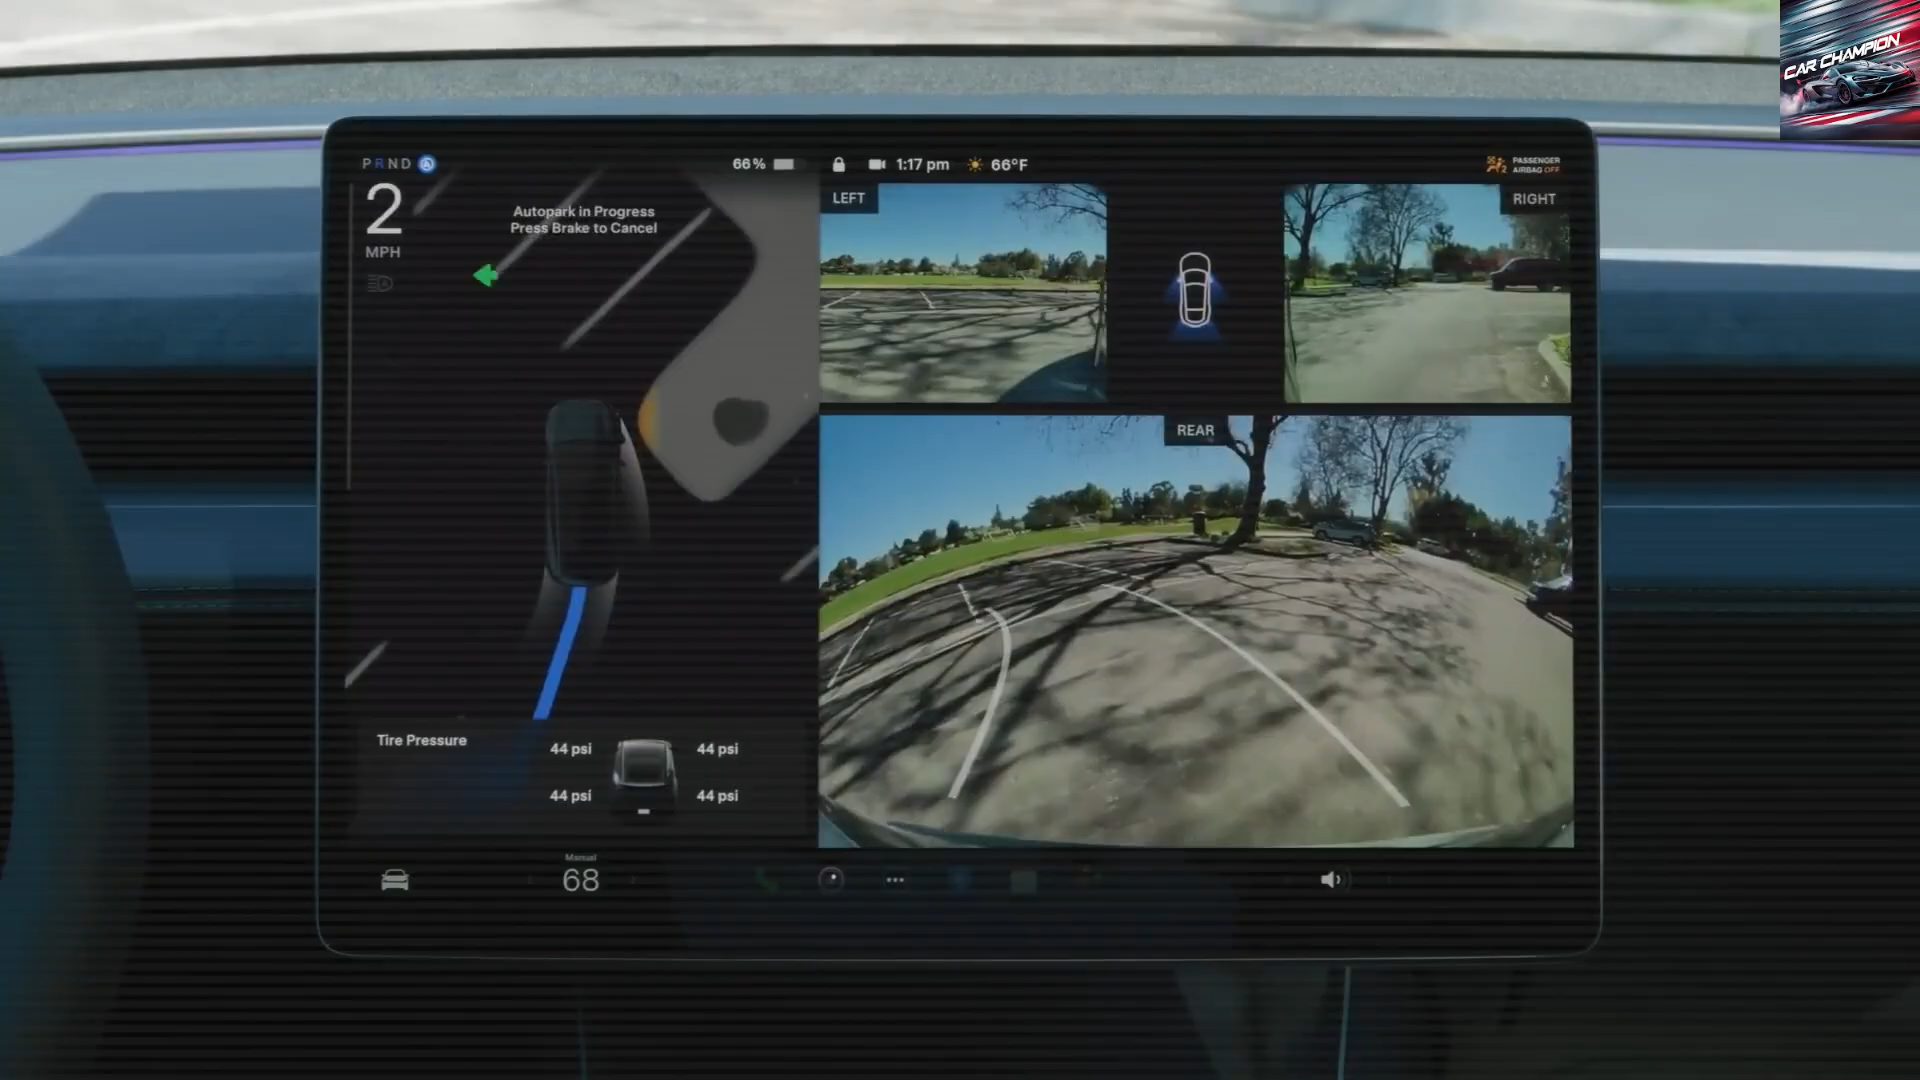 CAR CHAMPION
PRND
66%
1:17 pm
66°F
PASSENGER
AIRBAG OFF
2
MPH
Autopark in Progress
Press Brake to Cancel
LEFT
RIGHT
REAR
Tire Pressure
44 psi
44 psi
44 psi
44 psi
Manual
68